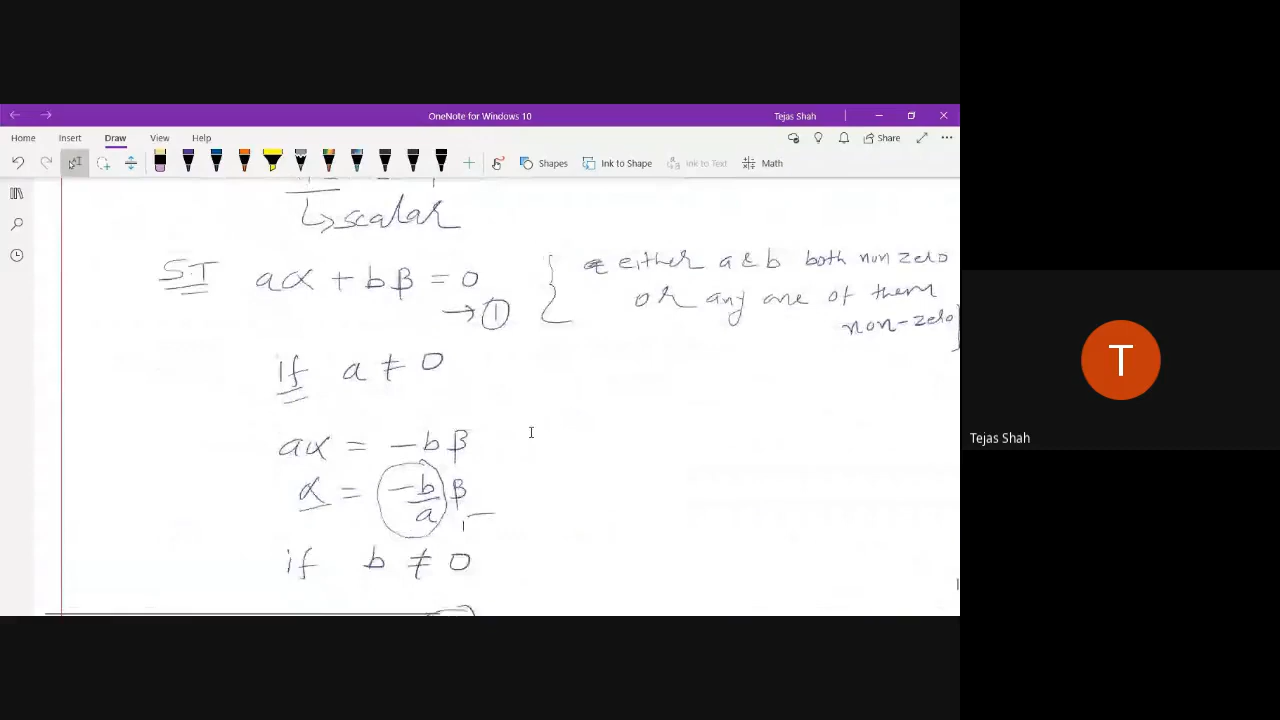 OneNote for Windows 10
Tejas Shah
Home Insert Draw View Help
Share
Shapes Ink to Shape Ink to Text Math
↳ scalar
S.T aα + bβ = 0
→ ①
{ either a & b both non zero
or any one of them
non-zero }
if a ≠ 0
aα = -bβ
α = -b/a β
if b ≠ 0
T
Tejas Shah